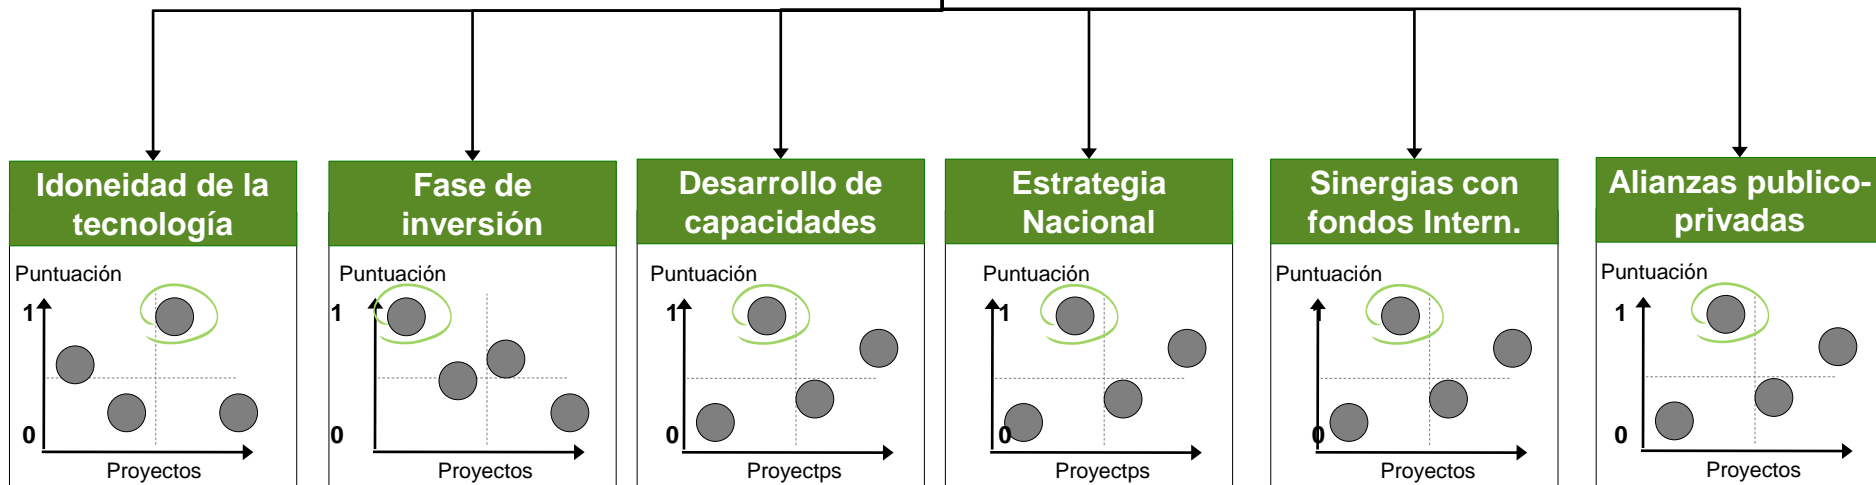 Idoneidad de la
tecnología
Puntuación
1
0
Proyectos
Fase de
inversión
Puntuación
1
0
Proyectos
Desarrollo de
capacidades
Puntuación
1
0
Proyectps
Estrategia
Nacional
Puntuación
1
0
Proyectps
Sinergias con
fondos Intern.
Puntuación
1
0
Proyectos
Alianzas publico-
privadas
Puntuación
1
0
Proyectos